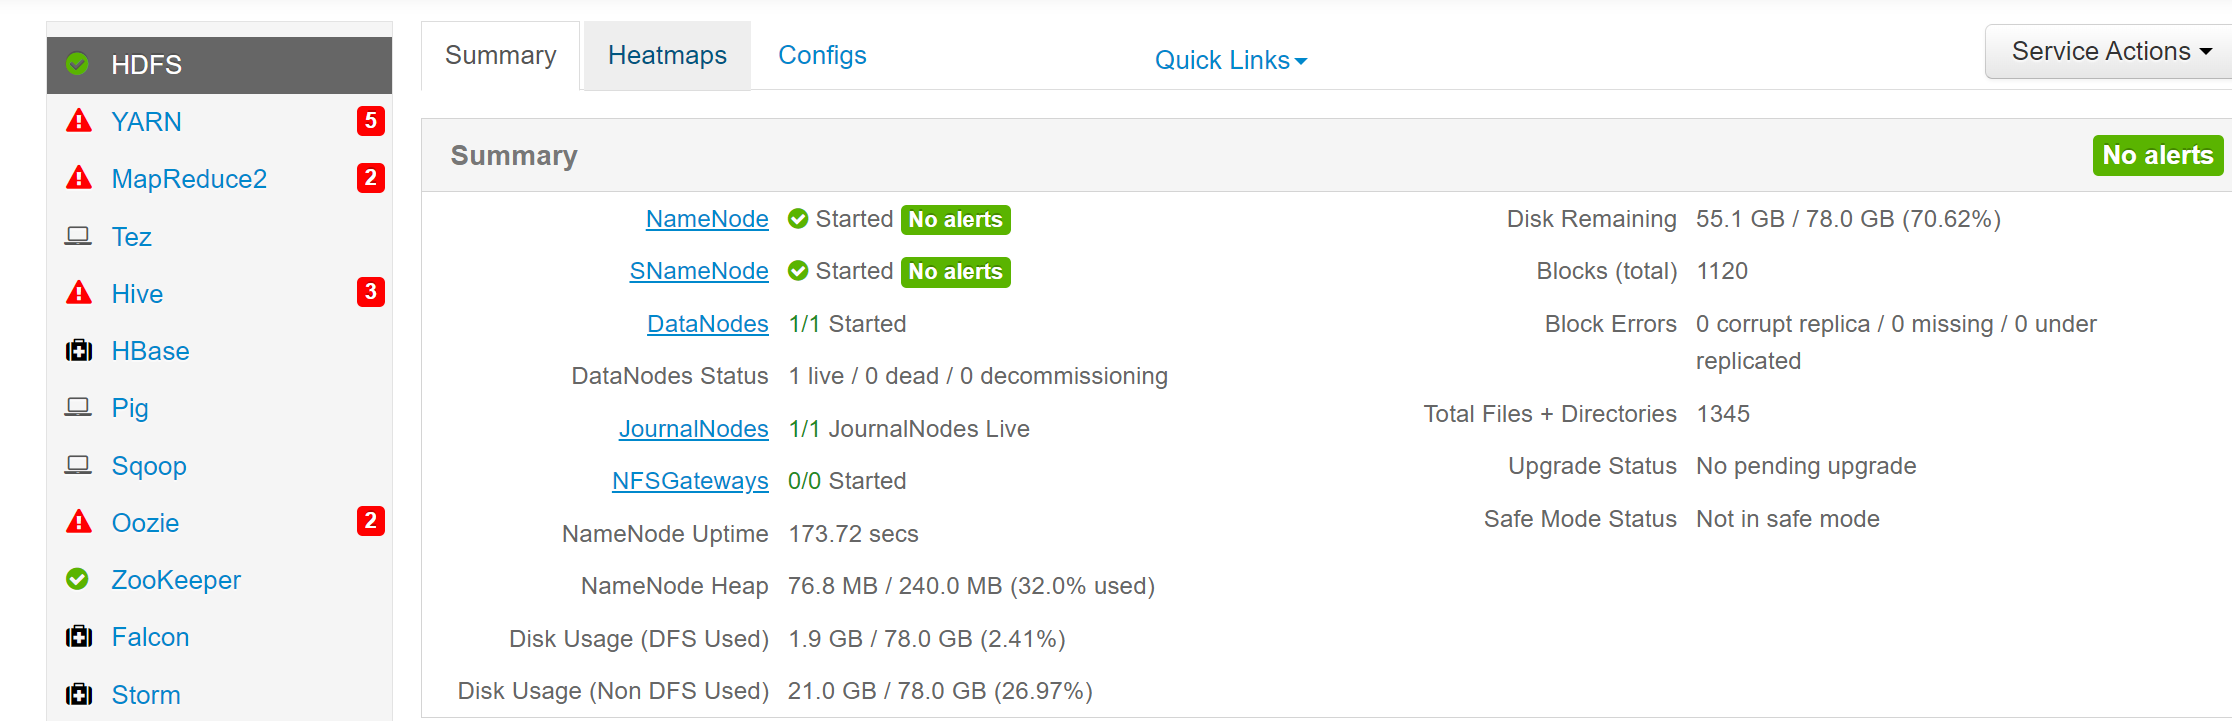 HDFS
YARN 5
MapReduce2 2
Tez
Hive 3
HBase
Pig
Sqoop
Oozie 2
ZooKeeper
Falcon
Storm
Summary Heatmaps Configs Quick Links Service Actions
Summary No alerts
NameNode Started No alerts
SNameNode Started No alerts
DataNodes 1/1 Started
DataNodes Status 1 live / 0 dead / 0 decommissioning
JournalNodes 1/1 JournalNodes Live
NFSGateways 0/0 Started
NameNode Uptime 173.72 secs
NameNode Heap 76.8 MB / 240.0 MB (32.0% used)
Disk Usage (DFS Used) 1.9 GB / 78.0 GB (2.41%)
Disk Usage (Non DFS Used) 21.0 GB / 78.0 GB (26.97%)
Disk Remaining 55.1 GB / 78.0 GB (70.62%)
Blocks (total) 1120
Block Errors 0 corrupt replica / 0 missing / 0 under
replicated
Total Files + Directories 1345
Upgrade Status No pending upgrade
Safe Mode Status Not in safe mode